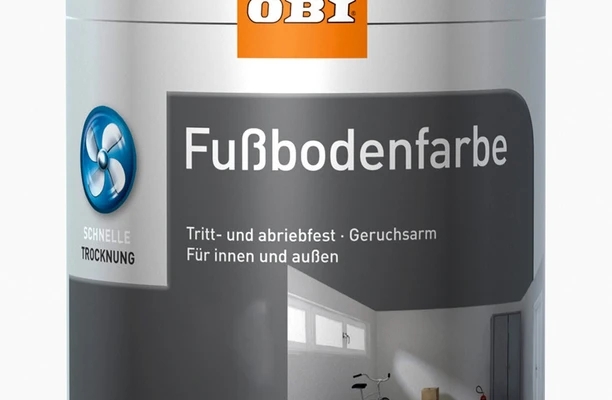 OBI
Fußbodenfarbe
SCHNELLE
TROCKNUNG
Tritt- und abriebfest · Geruchsarm
Für innen und außen